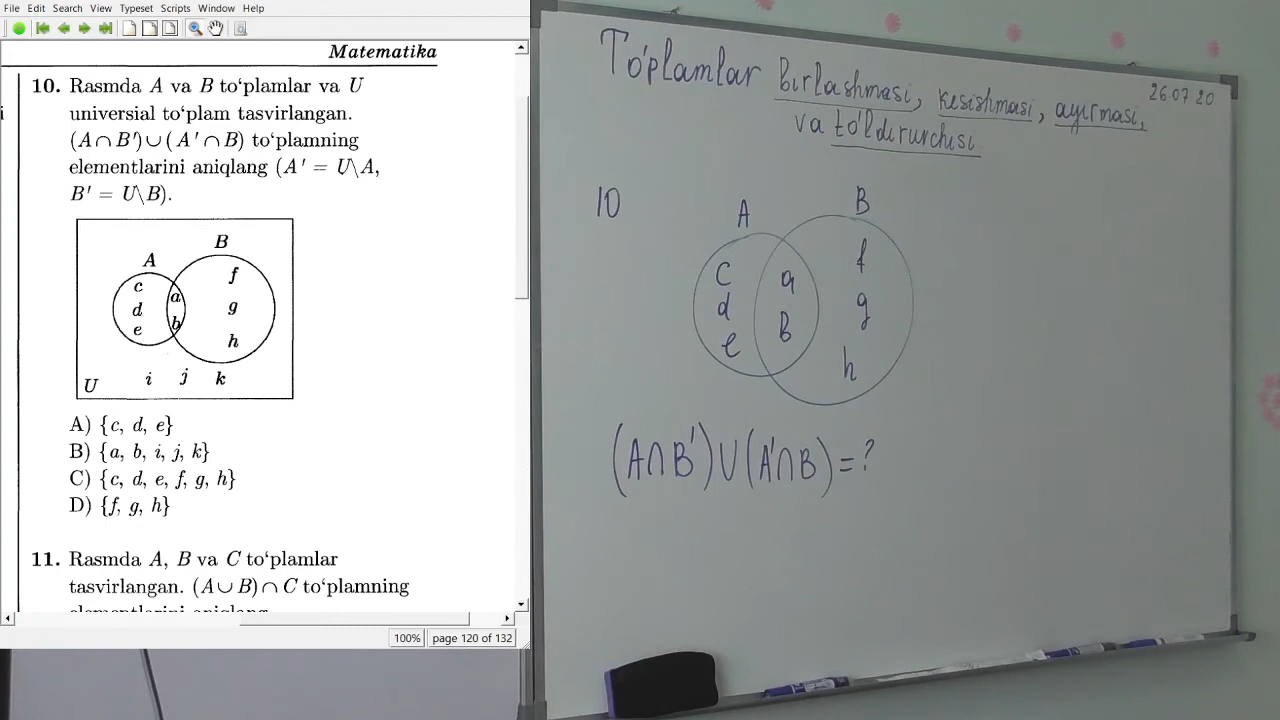 File Edit Search View Typeset Scripts Window Help
Matematika
10. Rasmda A va B to‘plamlar va U
universial to‘plam tasvirlangan.
(A∩B′)∪(A′∩B) to‘plamning
elementlarini aniqlang (A′ = U\A,
B′ = U\B).
A B
c d e a b f g h
U i j k
A) {c, d, e}
B) {a, b, i, j, k}
C) {c, d, e, f, g, h}
D) {f, g, h}
11. Rasmda A, B va C to‘plamlar
tasvirlangan. (A∪B)∩C to‘plamning
elementlarini aniqlang
100% page 120 of 132
To'plamlar birlashmasi, kesishmasi, ayirmasi,
va to'ldiruvchisi.
26.07 20
10
A B
c a f
d B g
e h
(A∩B')∪(A'∩B)=?